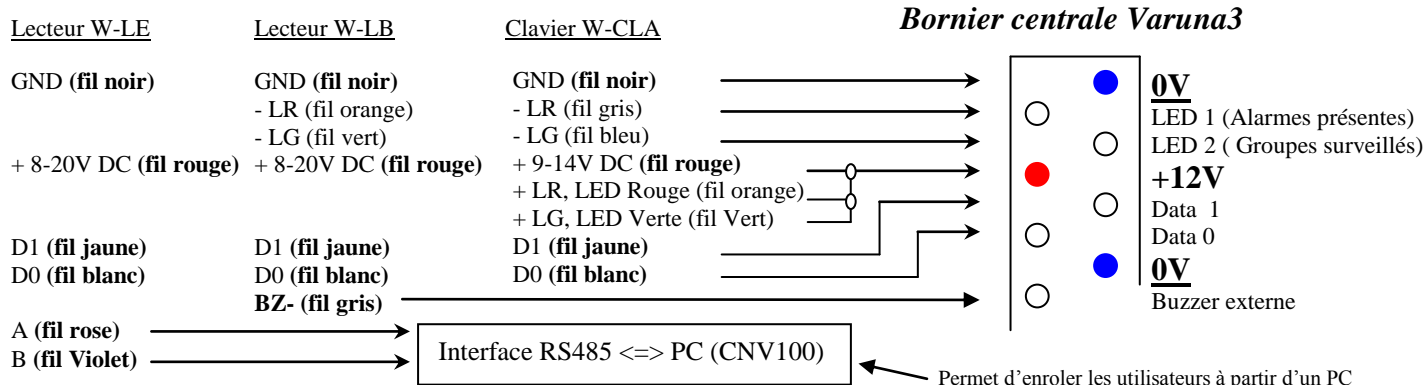 Bornier centrale Varuna3
Lecteur W-LE Lecteur W-LB Clavier W-CLA
GND (fil noir) GND (fil noir) GND (fil noir) 0V
- LR (fil orange) - LR (fil gris) LED 1 (Alarmes présentes)
- LG (fil vert) - LG (fil bleu) LED 2 ( Groupes surveillés)
+ 8-20V DC (fil rouge) + 8-20V DC (fil rouge) + 9-14V DC (fil rouge) +12V
+ LR, LED Rouge (fil orange) Data 1
+ LG, LED Verte (fil Vert) Data 0
D1 (fil jaune) D1 (fil jaune) D1 (fil jaune)
D0 (fil blanc) D0 (fil blanc) D0 (fil blanc) 0V
BZ- (fil gris) Buzzer externe
A (fil rose)
B (fil Violet) Interface RS485 <=> PC (CNV100)
Permet d'enroler les utilisateurs à partir d'un PC